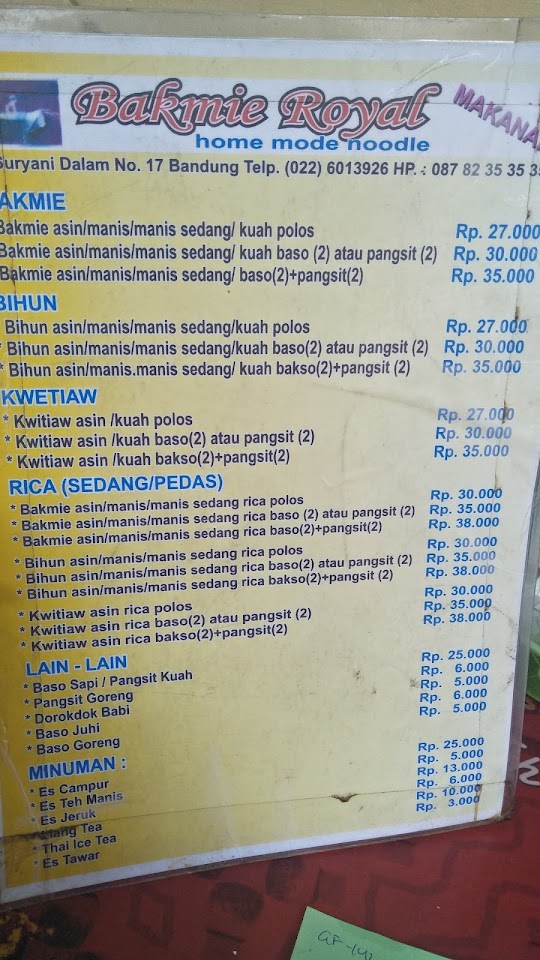 Bakmie Royal
MAKANAN
home mode noodle
Suryani Dalam No. 17 Bandung Telp. (022) 6013926 HP. : 087 82 35 35 3
AKMIE
Bakmie asin/manis/manis sedang/ kuah polos Rp. 27.000
Bakmie asin/manis/manis sedang/ kuah baso (2) atau pangsit (2) Rp. 30.000
Bakmie asin/manis/manis sedang/ baso(2)+pangsit(2) Rp. 35.000
BIHUN
Bihun asin/manis/manis sedang/kuah polos Rp. 27.000
* Bihun asin/manis/manis sedang/kuah baso(2) atau pangsit (2) Rp. 30.000
* Bihun asin/manis.manis sedang/ kuah bakso(2)+pangsit (2) Rp. 35.000
KWETIAW
* Kwitiaw asin /kuah polos Rp. 27.000
* Kwitiaw asin /kuah baso(2) atau pangsit (2) Rp. 30.000
* Kwitiaw asin /kuah bakso(2)+pangsit(2) Rp. 35.000
RICA (SEDANG/PEDAS)
* Bakmie asin/manis/manis sedang rica polos Rp. 30.000
* Bakmie asin/manis/manis sedang rica baso (2) atau pangsit (2) Rp. 35.000
* Bakmie asin/manis/manis sedang rica baso(2)+pangsit(2) Rp. 38.000
* Bihun asin/manis/manis sedang rica polos Rp. 30.000
* Bihun asin/manis/manis sedang rica baso(2) atau pangsit (2) Rp. 35.000
* Bihun asin/manis/manis sedang rica bakso(2)+pangsit (2) Rp. 38.000
* Kwitiaw asin rica polos Rp. 30.000
* Kwitiaw asin rica baso(2) atau pangsit (2) Rp. 35.000
* Kwitiaw asin rica bakso(2)+pangsit(2) Rp. 38.000
LAIN - LAIN
* Baso Sapi / Pangsit Kuah Rp. 25.000
* Pangsit Goreng Rp. 6.000
* Dorokdok Babi Rp. 5.000
* Baso Juhi Rp. 6.000
* Baso Goreng Rp. 5.000
MINUMAN :
* Es Campur Rp. 25.000
* Es Teh Manis Rp. 5.000
* Es Jeruk Rp. 13.000
* Liang Tea Rp. 6.000
* Thai Ice Tea Rp. 10.000
* Es Tawar Rp. 3.000